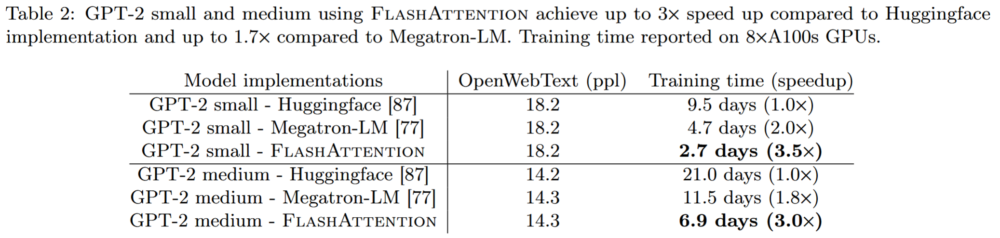 Table 2: GPT-2 small and medium using FLASHATTENTION achieve up to 3× speed up compared to Huggingface
implementation and up to 1.7× compared to Megatron-LM. Training time reported on 8×A100s GPUs.
Model implementations OpenWebText (ppl) Training time (speedup)
GPT-2 small - Huggingface [87] 18.2 9.5 days (1.0×)
GPT-2 small - Megatron-LM [77] 18.2 4.7 days (2.0×)
GPT-2 small - FLASHATTENTION 18.2 2.7 days (3.5×)
GPT-2 medium - Huggingface [87] 14.2 21.0 days (1.0×)
GPT-2 medium - Megatron-LM [77] 14.3 11.5 days (1.8×)
GPT-2 medium - FLASHATTENTION 14.3 6.9 days (3.0×)